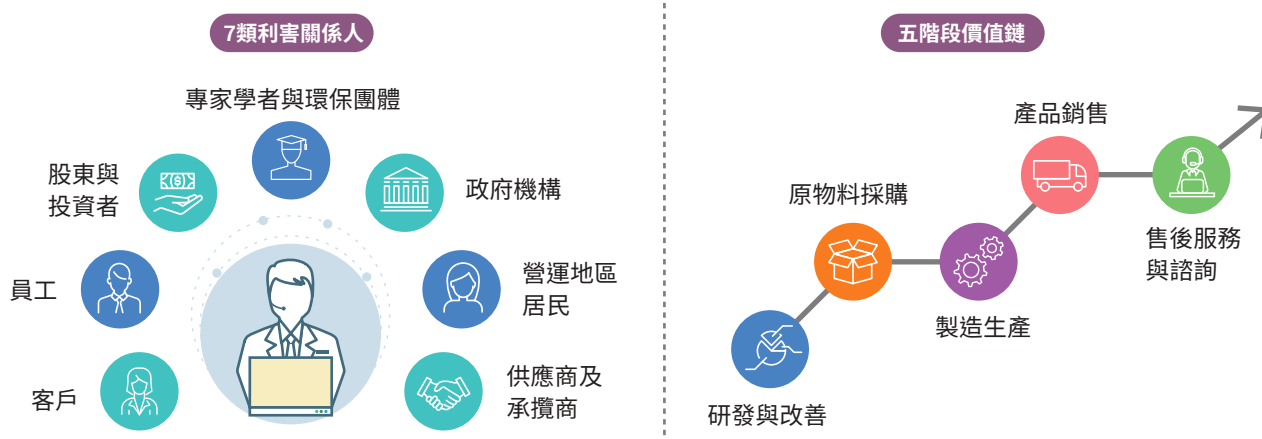 7類利害關係人
專家學者與環保團體
股東與
投資者
政府機構
員工
營運地區
居民
客戶
供應商及
承攬商
五階段價值鏈
產品銷售
原物料採購
售後服務
與諮詢
製造生產
研發與改善